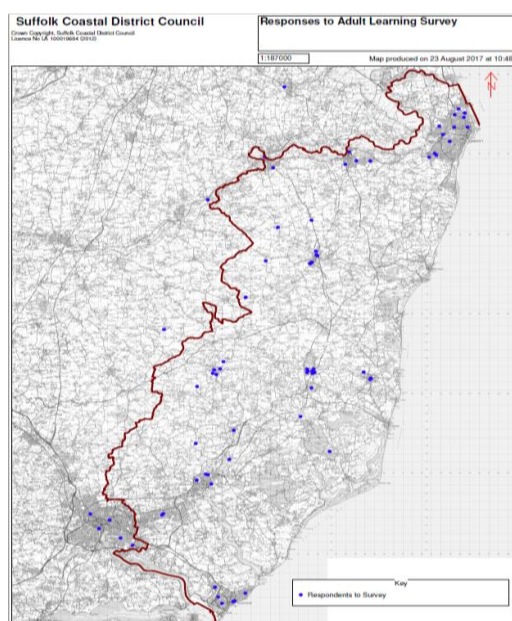 Suffolk Coastal District Council
Crown Copyright, Suffolk Coastal District Council
Responses to Adult Learning Survey
1:187000
Map produced on 23 August 2017 at 10:46
N
Key
Respondents to Survey